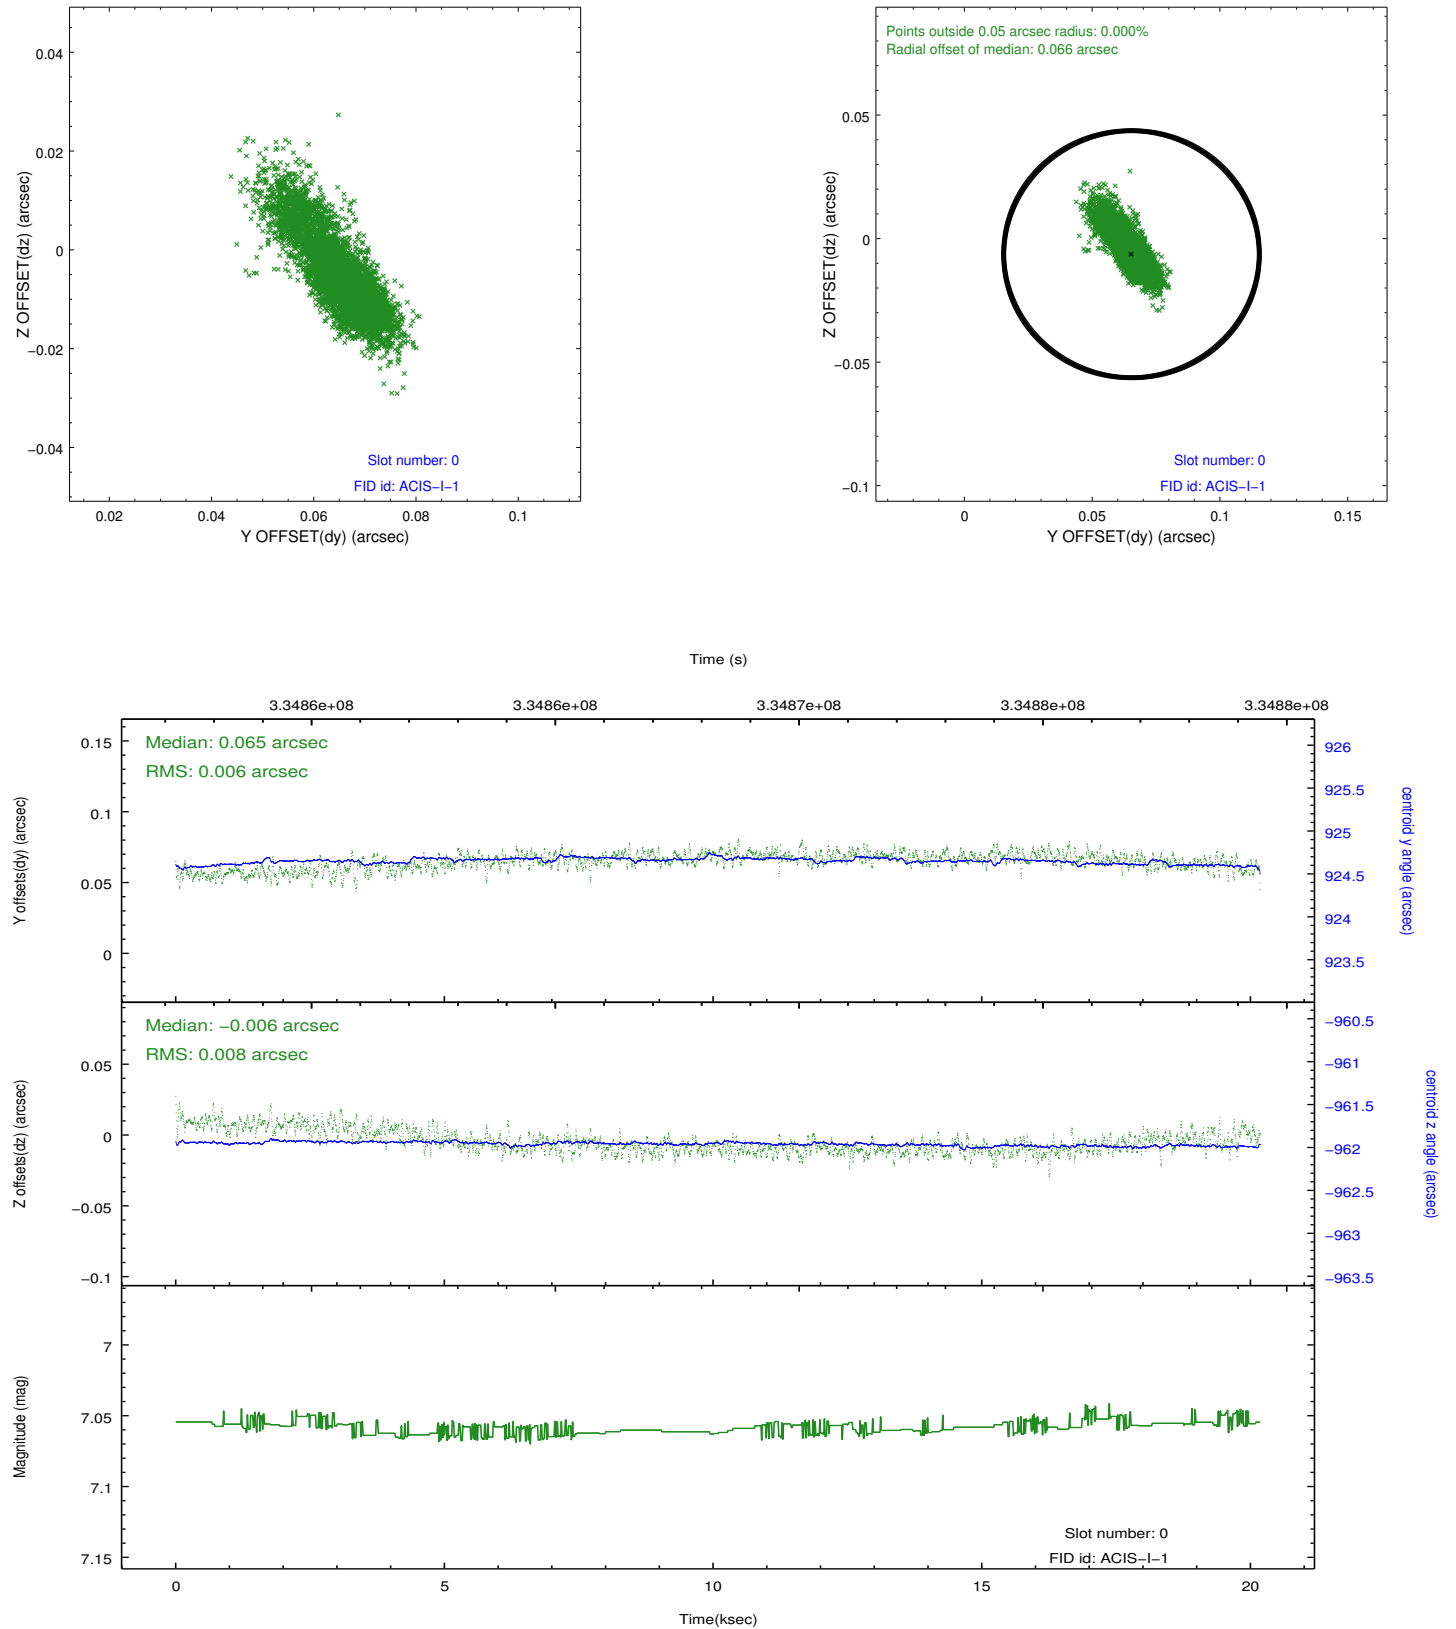 0.04
0.02
0
−0.02
−0.04
Z OFFSET(dz) (arcsec)
Slot number: 0
FID id: ACIS−I−1
0.02 0.04 0.06 0.08 0.1
Y OFFSET(dy) (arcsec)
Points outside 0.05 arcsec radius: 0.000%
Radial offset of median: 0.066 arcsec
0.05
0
−0.05
−0.1
Z OFFSET(dz) (arcsec)
Slot number: 0
FID id: ACIS−I−1
0 0.05 0.1 0.15
Y OFFSET(dy) (arcsec)
Time (s)
3.3486e+08 3.3486e+08 3.3487e+08 3.3488e+08 3.3488e+08
Median: 0.065 arcsec
RMS: 0.006 arcsec
0.15
0.1
0.05
0
Y offsets(dy) (arcsec)
926
925.5
925
924.5
924
923.5
centroid y angle (arcsec)
Median: −0.006 arcsec
RMS: 0.008 arcsec
0.05
0
−0.05
−0.1
Z offsets(dz) (arcsec)
−960.5
−961
−961.5
−962
−962.5
−963
−963.5
centroid z angle (arcsec)
7
7.05
7.1
7.15
Magnitude (mag)
Slot number: 0
FID id: ACIS−I−1
0 5 10 15 20
Time(ksec)